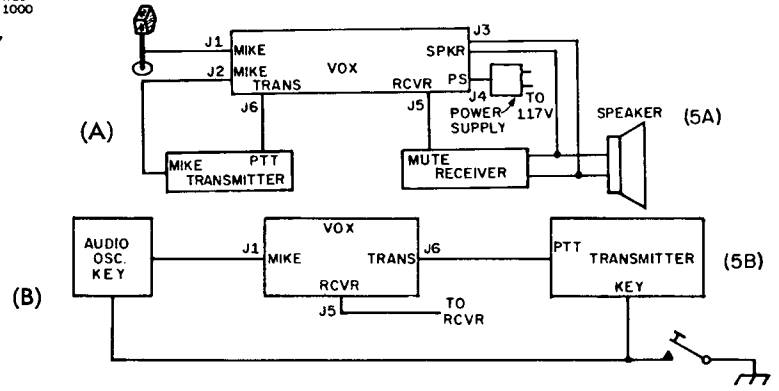 1000
J1
MIKE
J2
MIKE
TRANS
J6
VOX
SPKR
J3
RCVR
J5
PS
J4
TO
117V
POWER
SUPPLY
(A)
MIKE
PTT
TRANSMITTER
MUTE
RECEIVER
SPEAKER
(5A)
(B)
AUDIO
OSC.
KEY
J1
VOX
MIKE
TRANS
RCVR
J5
TO
RCVR
J6
PTT
TRANSMITTER
KEY
(5B)